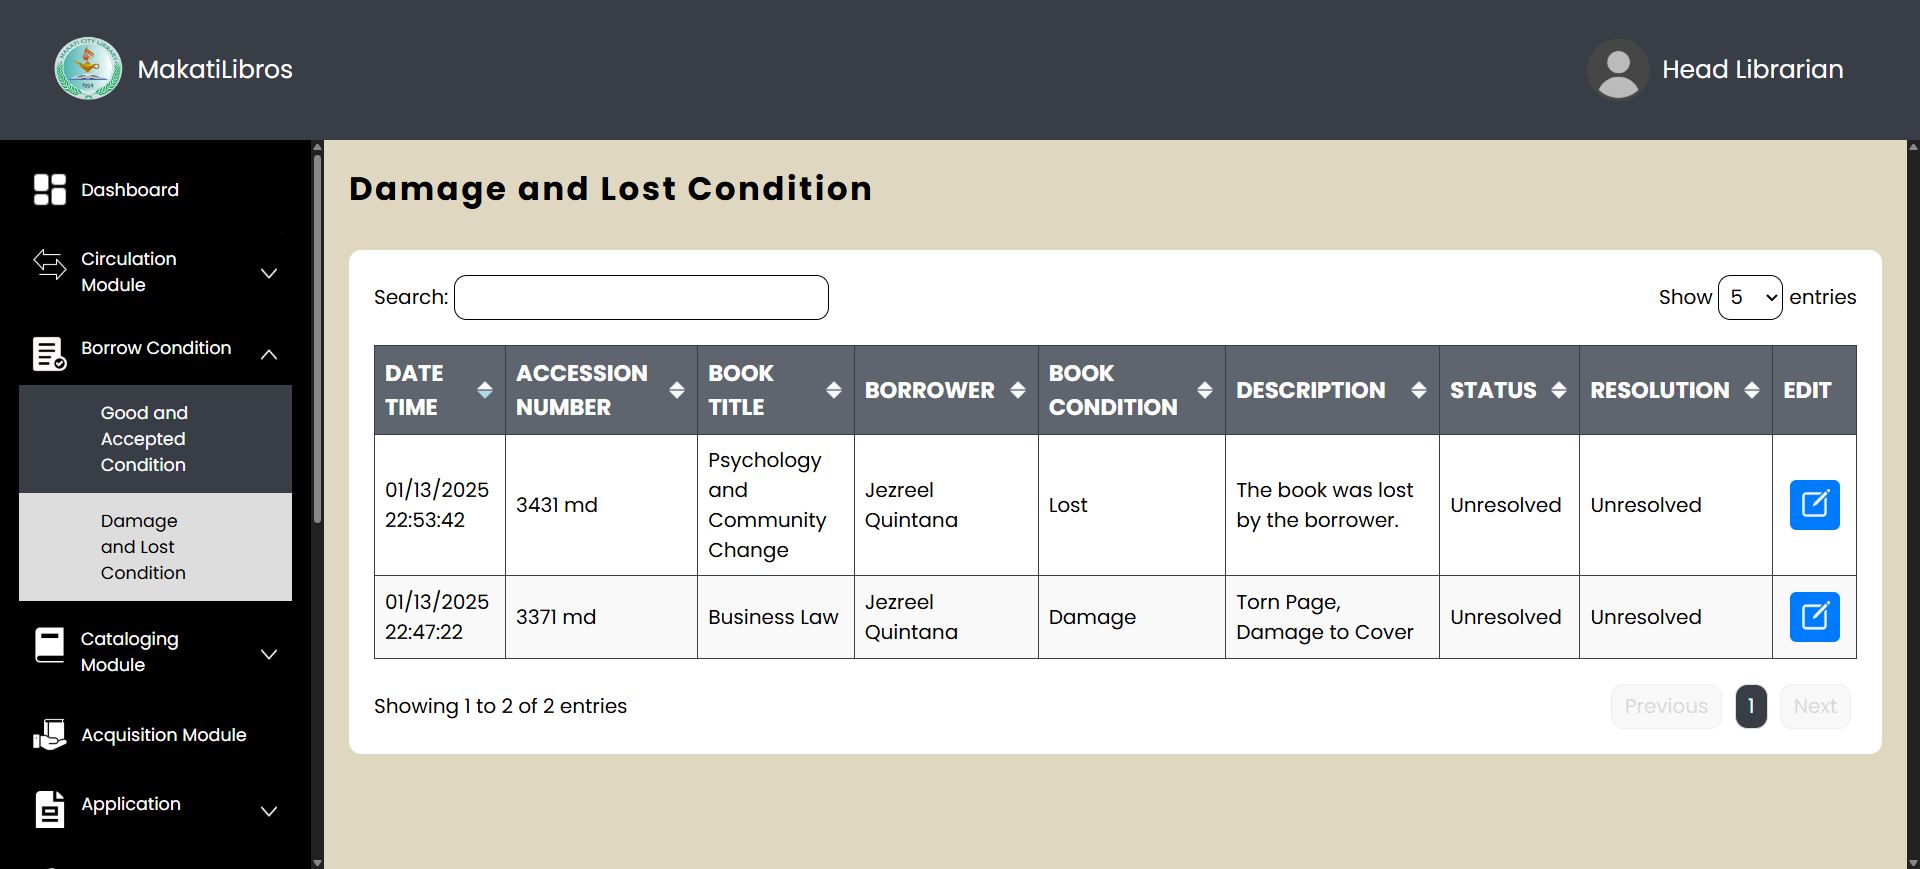 MAKATI CITY LIBRARY
1954
MakatiLibros
Head Librarian
Dashboard
Circulation
Module
Borrow Condition
Good and
Accepted
Condition
Damage
and Lost
Condition
Cataloging
Module
Acquisition Module
Application
Damage and Lost Condition
Search:
Show 5 entries
DATE
TIME
ACCESSION
NUMBER
BOOK
TITLE
BORROWER
BOOK
CONDITION
DESCRIPTION
STATUS
RESOLUTION
EDIT
01/13/2025
22:53:42
3431 md
Psychology
and
Community
Change
Jezreel
Quintana
Lost
The book was lost
by the borrower.
Unresolved
Unresolved
01/13/2025
22:47:22
3371 md
Business Law
Jezreel
Quintana
Damage
Torn Page,
Damage to Cover
Unresolved
Unresolved
Showing 1 to 2 of 2 entries
Previous
1
Next